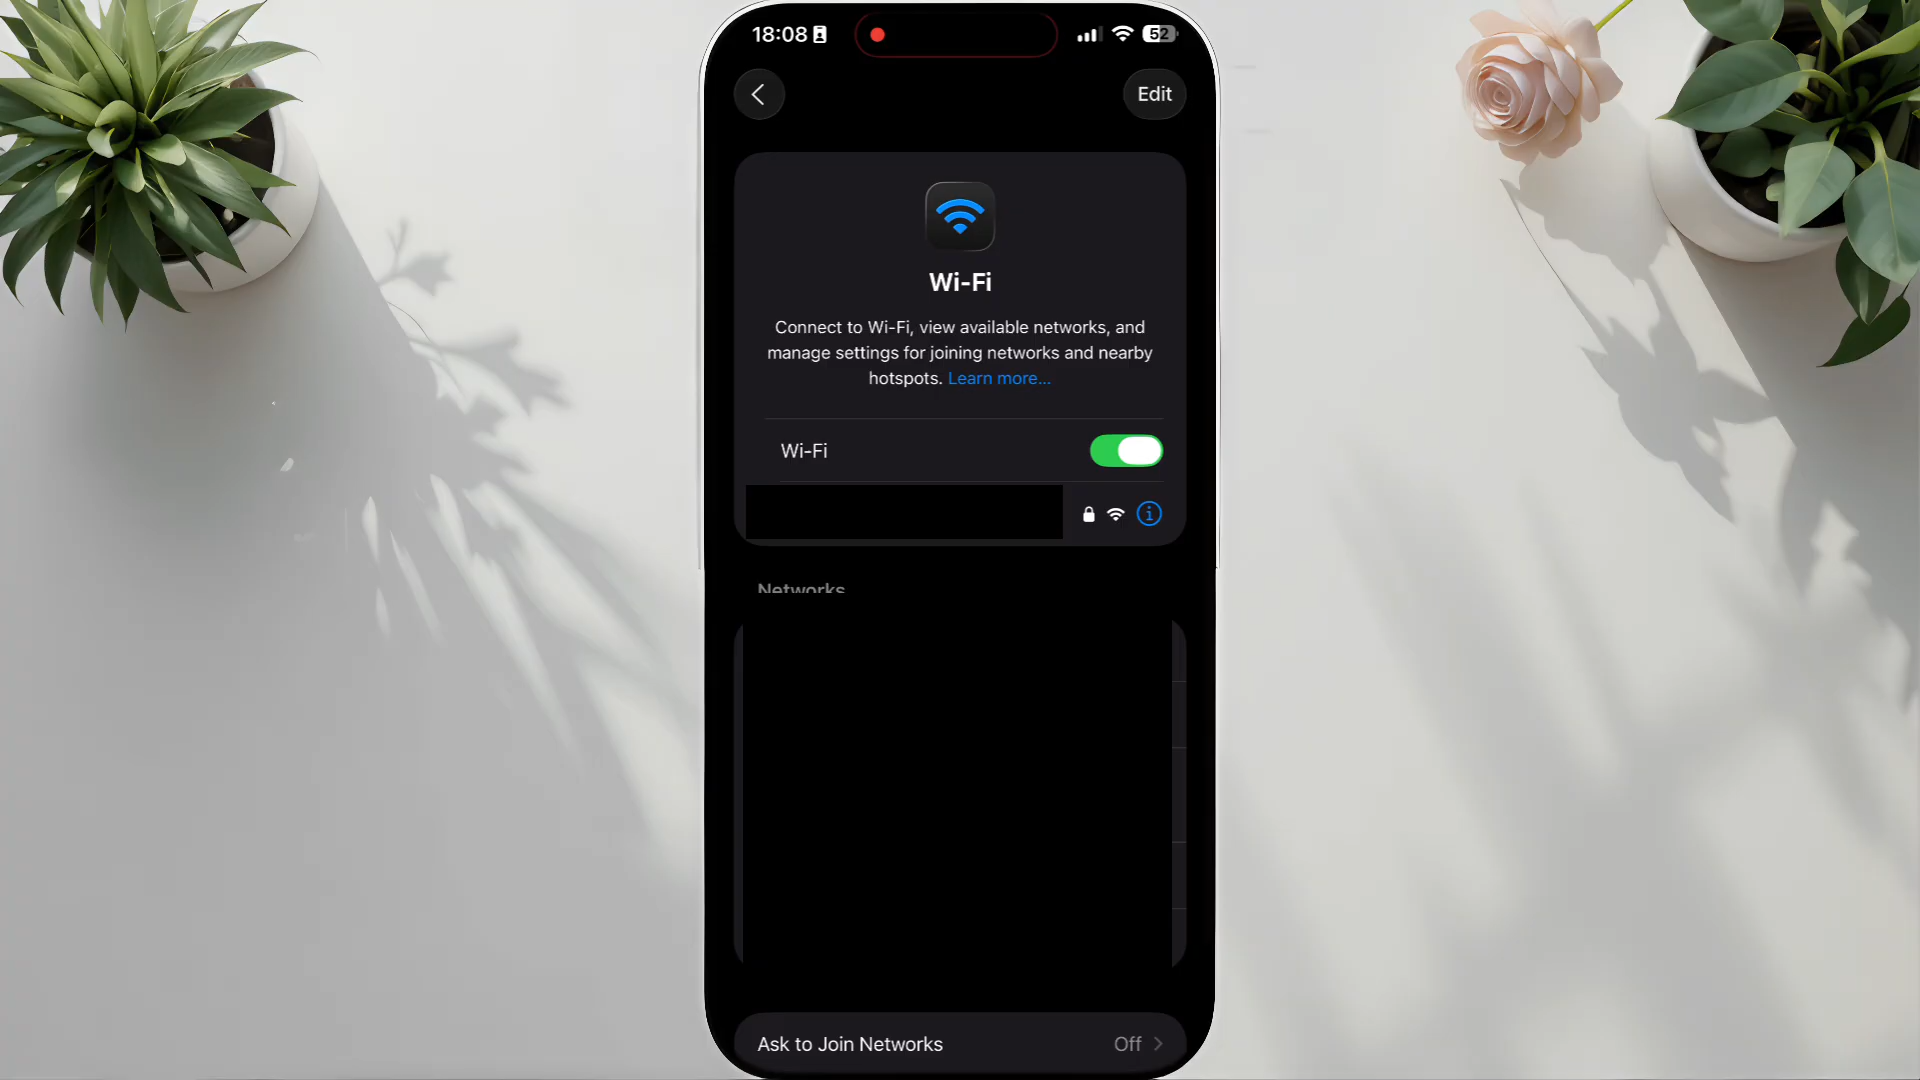 18:08
52
Edit
Wi-Fi
Connect to Wi-Fi, view available networks, and
manage settings for joining networks and nearby
hotspots. Learn more...
Wi-Fi
Networks
Ask to Join Networks Off